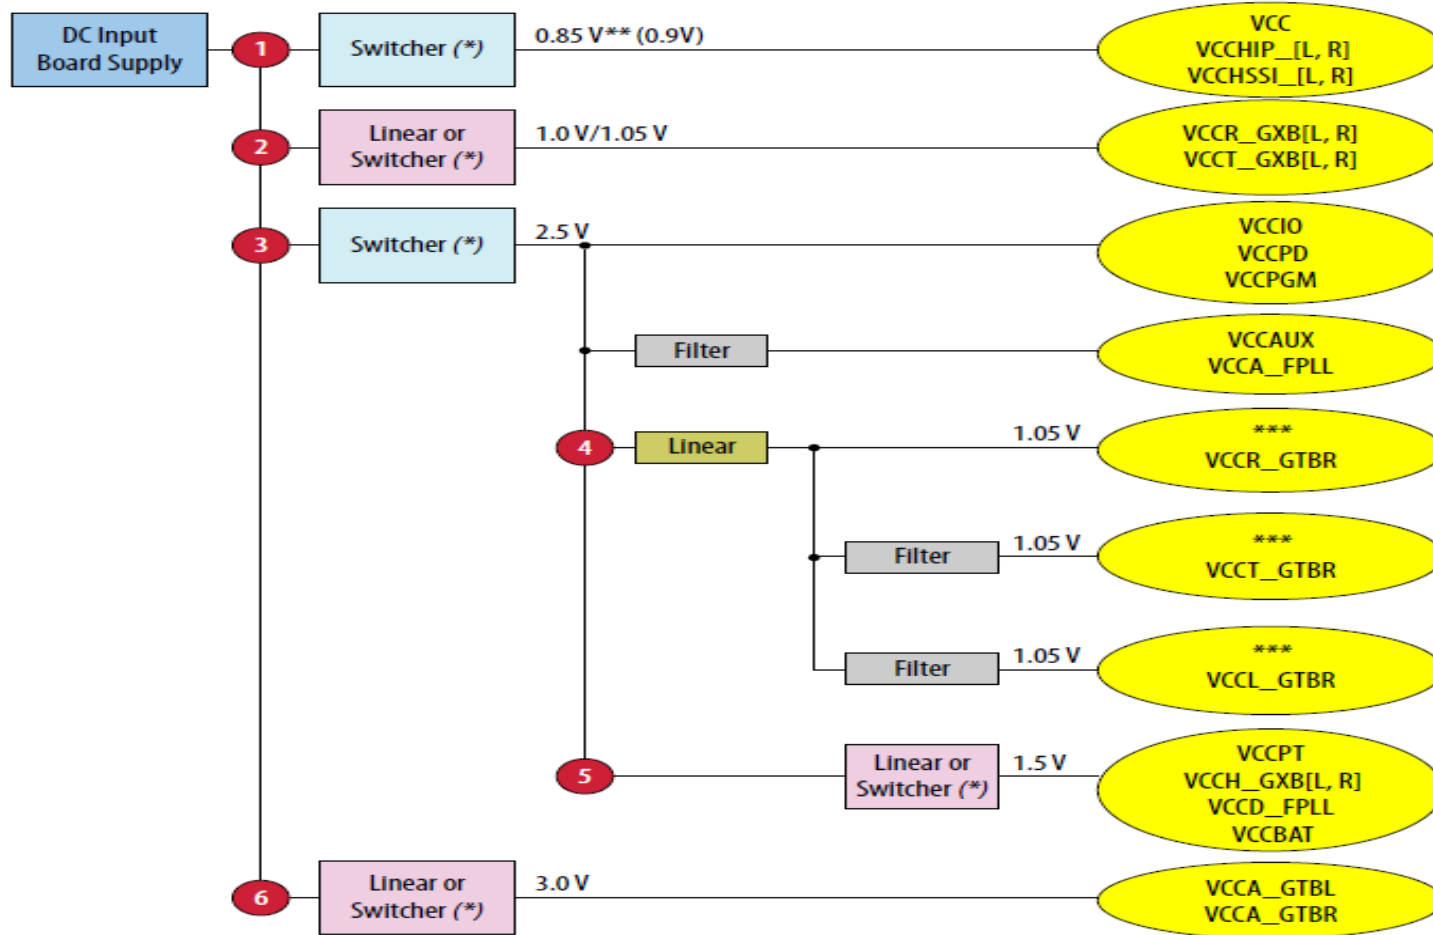 DC Input
Board Supply
1
Switcher (*)
0.85 V** (0.9V)
VCC
VCCHIP_[L, R]
VCCHSSI_[L, R]
2
Linear or
Switcher (*)
1.0 V/1.05 V
VCCR_GXB[L, R]
VCCT_GXB[L, R]
3
Switcher (*)
2.5 V
VCCIO
VCCPD
VCCPGM
Filter
VCCAUX
VCCA_FPLL
4
Linear
1.05 V
***
VCCR_GTBR
Filter
1.05 V
***
VCCT_GTBR
Filter
1.05 V
***
VCCL_GTBR
5
Linear or
Switcher (*)
1.5 V
VCCPT
VCCH_GXB[L, R]
VCCD_FPLL
VCCBAT
6
Linear or
Switcher (*)
3.0 V
VCCA_GTBL
VCCA_GTBR